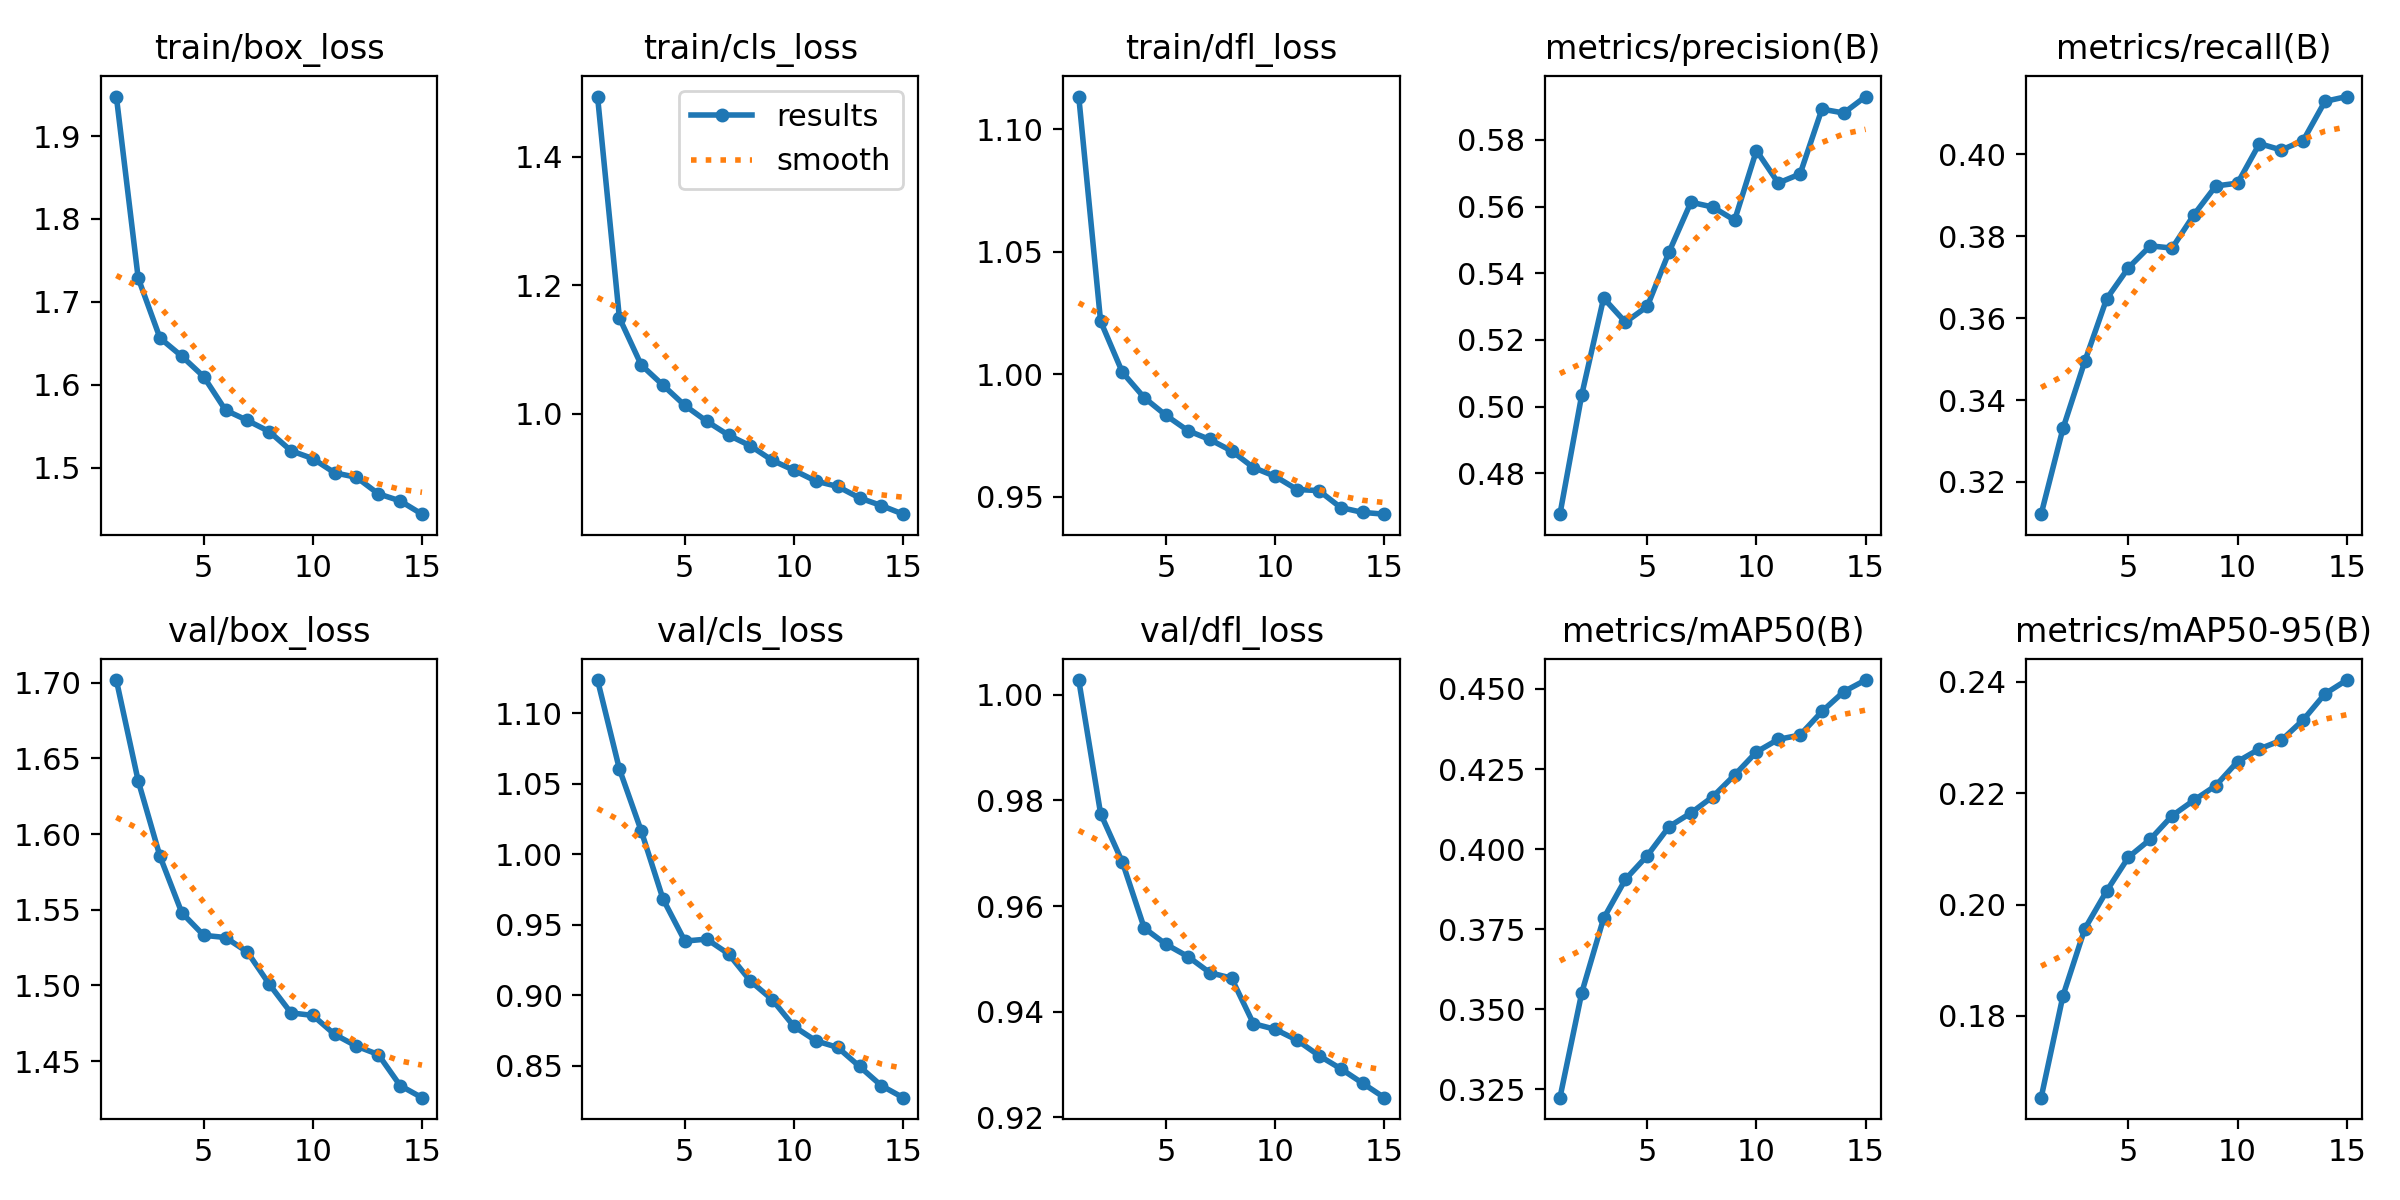 train/box_loss
1.9
1.8
1.7
1.6
1.5
5 10 15
train/cls_loss
results
smooth
1.4
1.2
1.0
5 10 15
train/dfl_loss
1.10
1.05
1.00
0.95
5 10 15
metrics/precision(B)
0.58
0.56
0.54
0.52
0.50
0.48
5 10 15
metrics/recall(B)
0.40
0.38
0.36
0.34
0.32
5 10 15
val/box_loss
1.70
1.65
1.60
1.55
1.50
1.45
5 10 15
val/cls_loss
1.10
1.05
1.00
0.95
0.90
0.85
5 10 15
val/dfl_loss
1.00
0.98
0.96
0.94
0.92
5 10 15
metrics/mAP50(B)
0.450
0.425
0.400
0.375
0.350
0.325
5 10 15
metrics/mAP50-95(B)
0.24
0.22
0.20
0.18
5 10 15